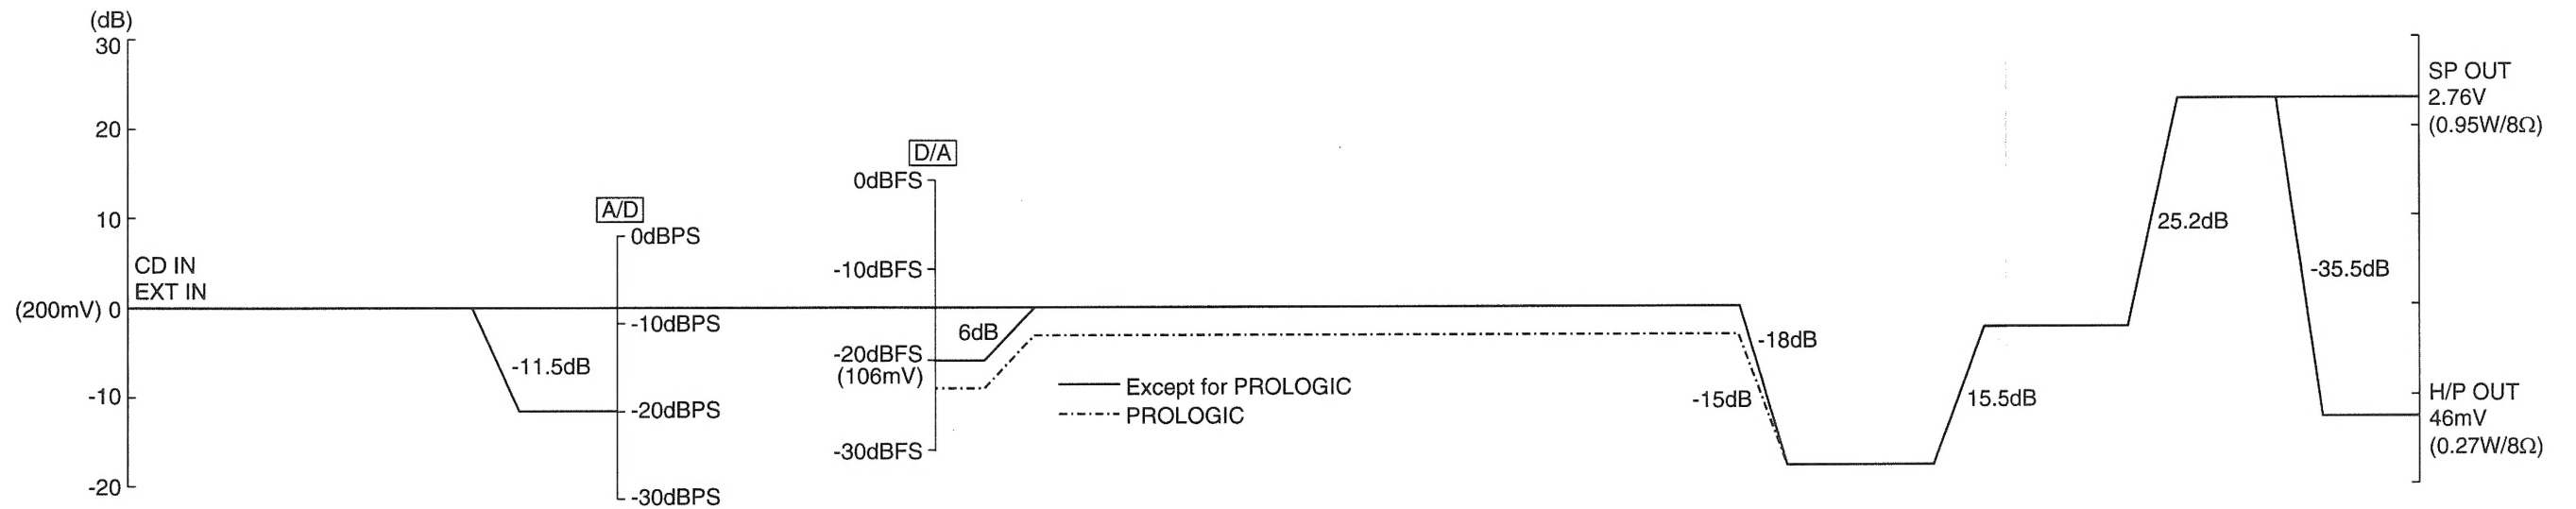 (dB)
30
20
10
(200mV) 0
-10
-20
CD IN
EXT IN
-11.5dB
A/D
0dBPS
-10dBPS
-20dBPS
-30dBPS
D/A
0dBFS
-10dBFS
-20dBFS
(106mV)
-30dBFS
6dB
Except for PROLOGIC
PROLOGIC
-18dB
-15dB
15.5dB
25.2dB
-35.5dB
SP OUT
2.76V
(0.95W/8Ω)
H/P OUT
46mV
(0.27W/8Ω)